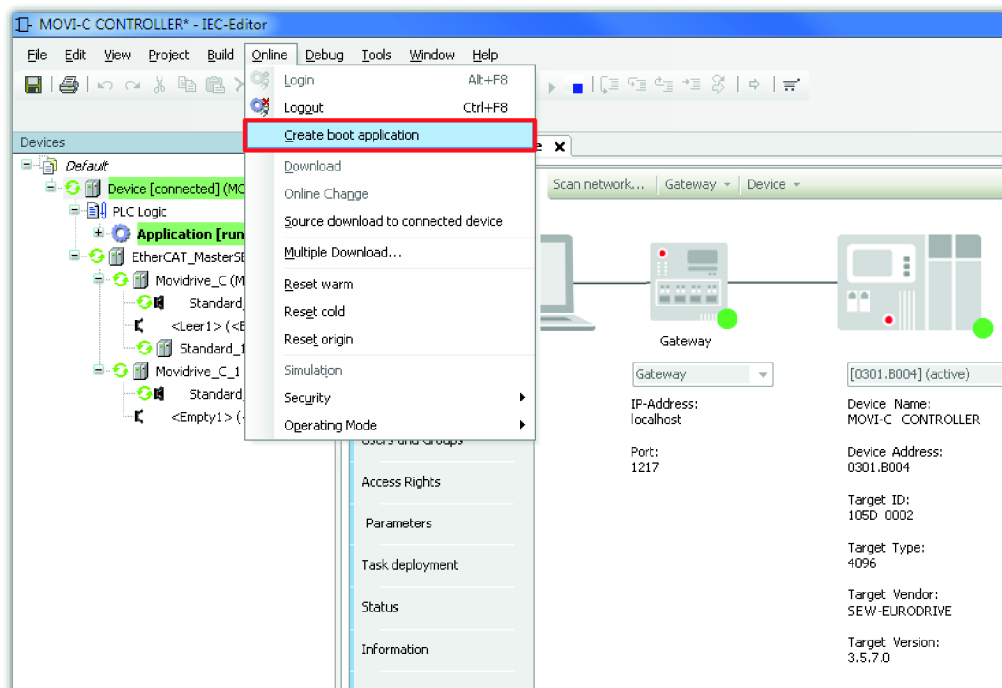 MOVI-C CONTROLLER* - IEC-Editor
File Edit View Project Build Online Debug Tools Window Help
Login Alt+F8
Logout Ctrl+F8
Create boot application
Download
Online Change
Source download to connected device
Multiple Download...
Reset warm
Reset cold
Reset origin
Simulation
Security
Operating Mode
Devices
Default
Device [connected] (MC
PLC Logic
Application [run
EtherCAT_MasterSE
Movidrive_C (M
Standard_
<Leer1> (<E
Standard_1
Movidrive_C_1
Standard_
<Empty1> (
Users and Groups
Access Rights
Parameters
Task deployment
Status
Information
e
Scan network... Gateway Device
Gateway
Gateway
IP-Address:
localhost
Port:
1217
[0301.B004] (active)
Device Name:
MOVI-C CONTROLLER
Device Address:
0301.B004
Target ID:
105D 0002
Target Type:
4096
Target Vendor:
SEW-EURODRIVE
Target Version:
3.5.7.0